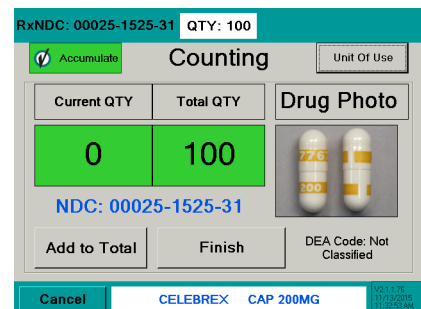 RxNDC: 00025-1525-31 QTY: 100
Accumulate Counting Unit Of Use
Current QTY Total QTY Drug Photo
0 100
7767
200
NDC: 00025-1525-31
Add to Total Finish DEA Code: Not
Classified
Cancel CELEBREX CAP 200MG
V2.1.1.76
11/13/2015
11:32:53 AM